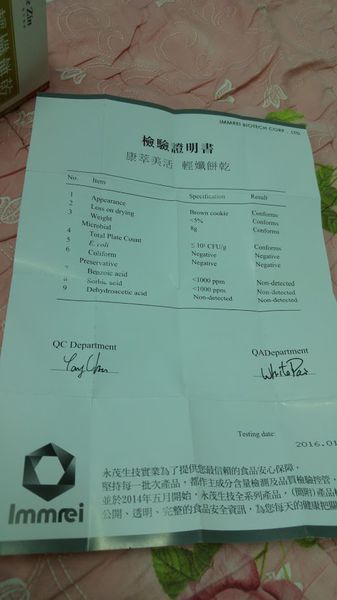 e Zin
IMMREI BIOTECH CORP., LTD.
檢驗證明書
康萃美活 輕孅餅乾
No. Item Specification Result
1 Appearance Brown cookie Conforms
2 Loss on drying <5% Conforms
3 Weight 8g Conforms
Microbial
4 Total Plate Count Conforms
5 E. coli Negative Negative
6 Coliform Negative Negative
Preservative
7 Benzoic acid <1000 ppm Non-detected
8 Sorbic acid <1000 ppm Non-detected
9 Dehydroacetic acid Non-detected Non-detected
QC Department QADepartment
Testing date: 2016.01
永茂生技實業為了提供您最信賴的食品安心保障，
堅持每一批次產品，都作主成分含量檢測及品質檢驗控管，
並於2014年五月開始，永茂生技全系列產品，(開附)產品檢
公開、透明、完整的食品安全資訊，為您每天的健康把關
Immrei